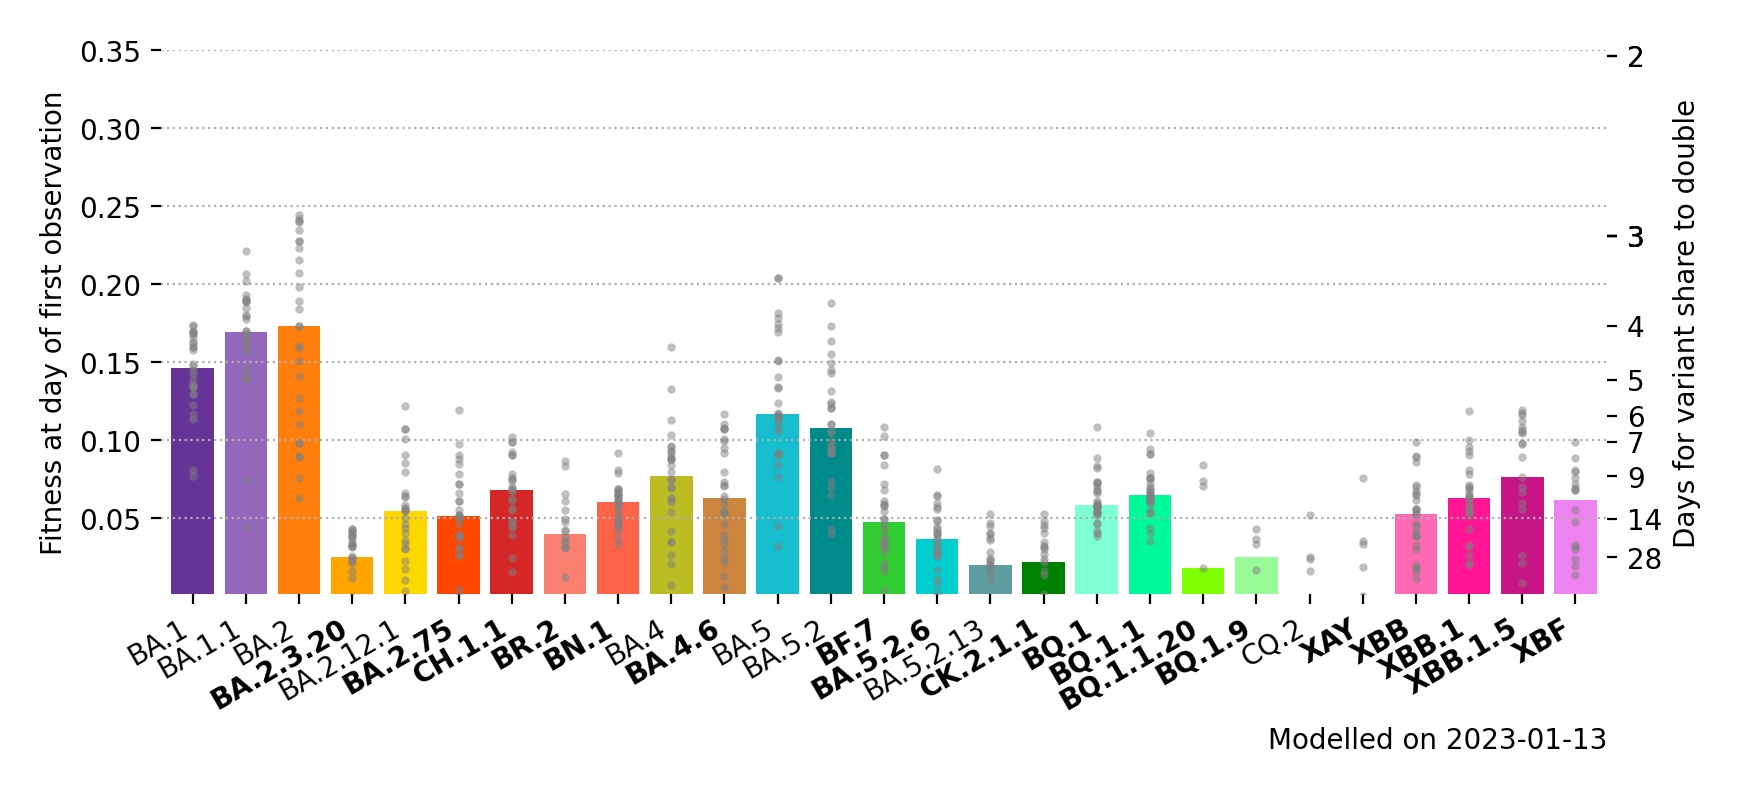 Fitness at day of first observation
0.35
0.30
0.25
0.20
0.15
0.10
0.05
2
3
4
5
6
7
9
14
28
Days for variant share to double
BA.1
BA.1.1
BA.2
BA.2.3.20
BA.2.12.1
BA.2.75
CH.1.1
BR.2
BN.1
BA.4
BA.4.6
BA.5
BA.5.2
BF.7
BA.5.2.6
BA.5.2.13
CK.2.1.1
BQ.1
BQ.1.1
BQ.1.1.20
BQ.1.9
CQ.2
XAY
XBB
XBB.1
XBB.1.5
XBF
Modelled on 2023-01-13